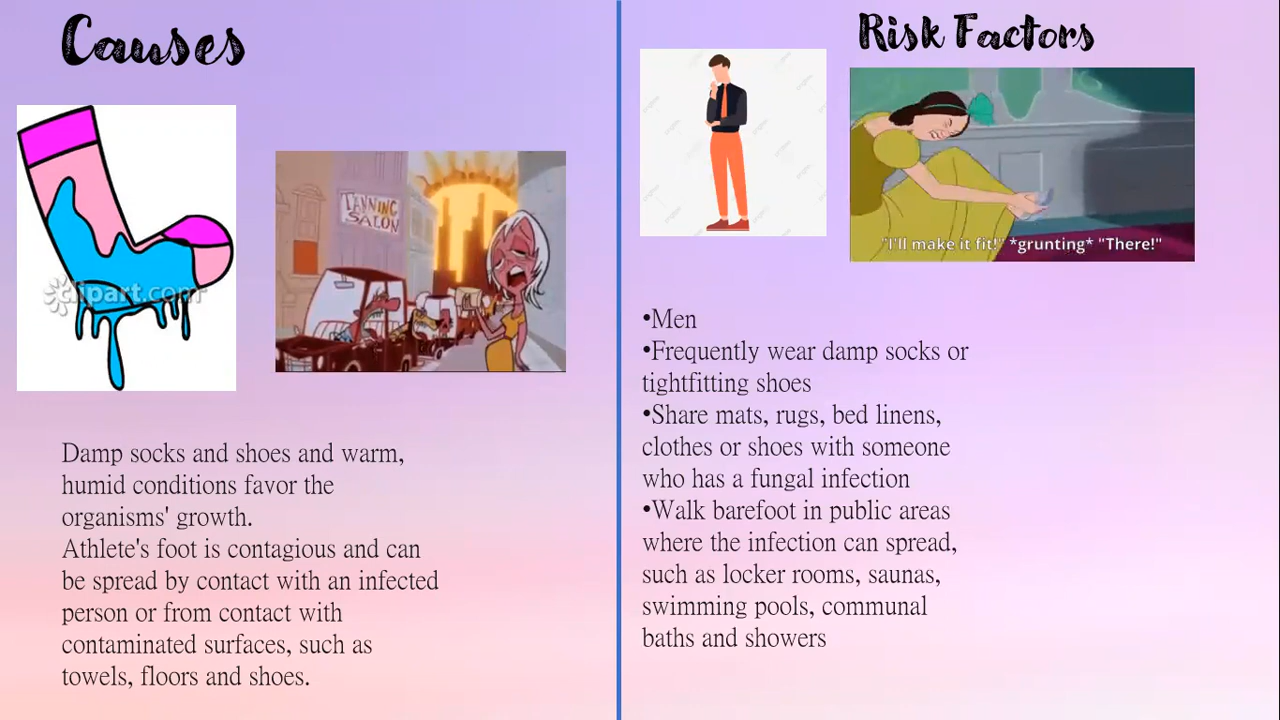 Causes
clipart.com
TANNING
SALON
Damp socks and shoes and warm,
humid conditions favor the
organisms' growth.
Athlete's foot is contagious and can
be spread by contact with an infected
person or from contact with
contaminated surfaces, such as
towels, floors and shoes.
Risk Factors
"I'll make it fit!" *grunting* "There!"
•Men
•Frequently wear damp socks or
tightfitting shoes
•Share mats, rugs, bed linens,
clothes or shoes with someone
who has a fungal infection
•Walk barefoot in public areas
where the infection can spread,
such as locker rooms, saunas,
swimming pools, communal
baths and showers